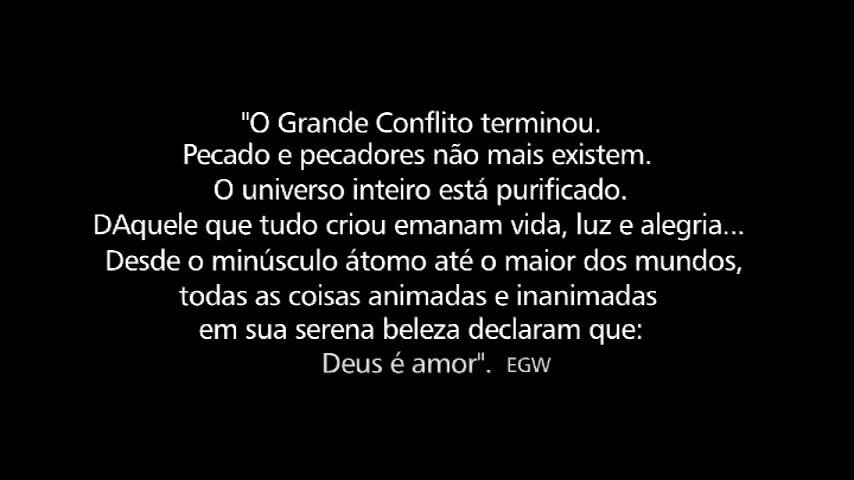 "O Grande Conflito terminou.
Pecado e pecadores não mais existem.
O universo inteiro está purificado.
DAquele que tudo criou emanam vida, luz e alegria...
Desde o minúsculo átomo até o maior dos mundos,
todas as coisas animadas e inanimadas
em sua serena beleza declaram que:
Deus é amor". EGW